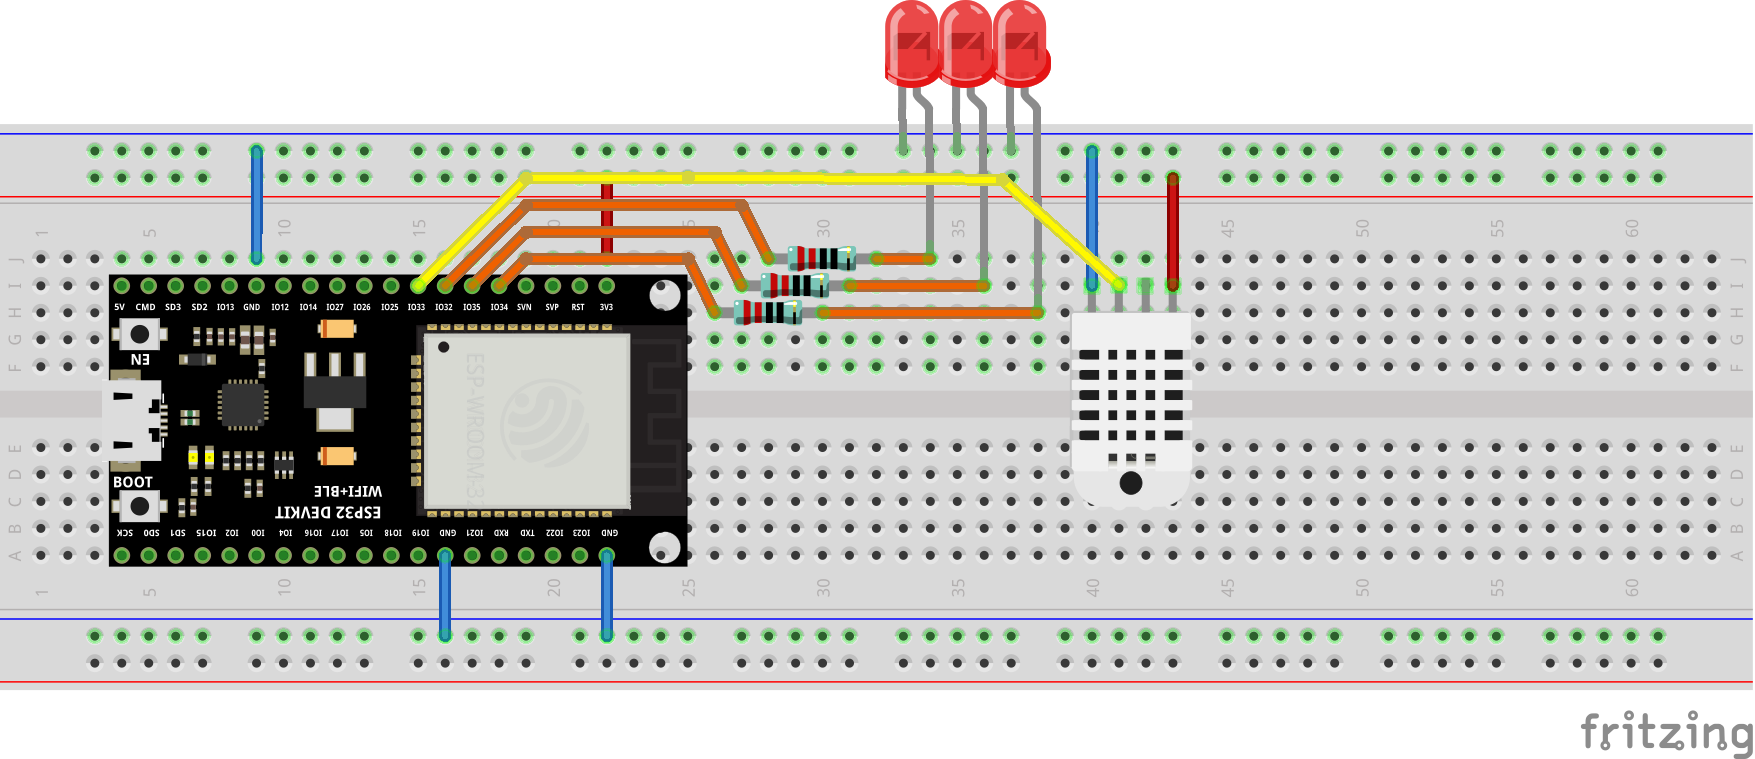 1 5 10 15 20 25 30 35 40 45 50 55 60
J J
I I
H H
G G
F F
5V CMD SD3 SD2 IO13 GND IO12 IO14 IO27 IO26 IO25 IO33 IO32 IO35 IO34 SVN SVP RST 3V3
EN
ESP-WROOM-32
BOOT
WIFI+BLE
ESP32 DEVKIT
SCK SD0 SD1 IO15 IO2 IO0 IO4 IO16 IO17 IO5 IO18 IO19 GND IO21 RXD TXD IO22 IO23 GND
E E
D D
C C
B B
A A
1 5 10 15 20 25 30 35 40 45 50 55 60
fritzing